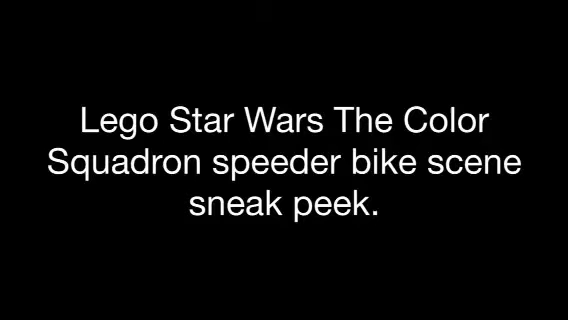 Lego Star Wars The Color
Squadron speeder bike scene
sneak peek.